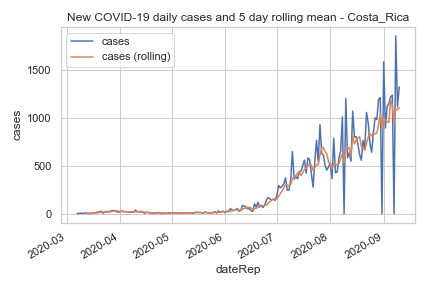 New COVID-19 daily cases and 5 day rolling mean - Costa_Rica
cases
cases (rolling)
1500
1000
500
0
cases
2020-03
2020-04
2020-05
2020-06
2020-07
2020-08
2020-09
dateRep